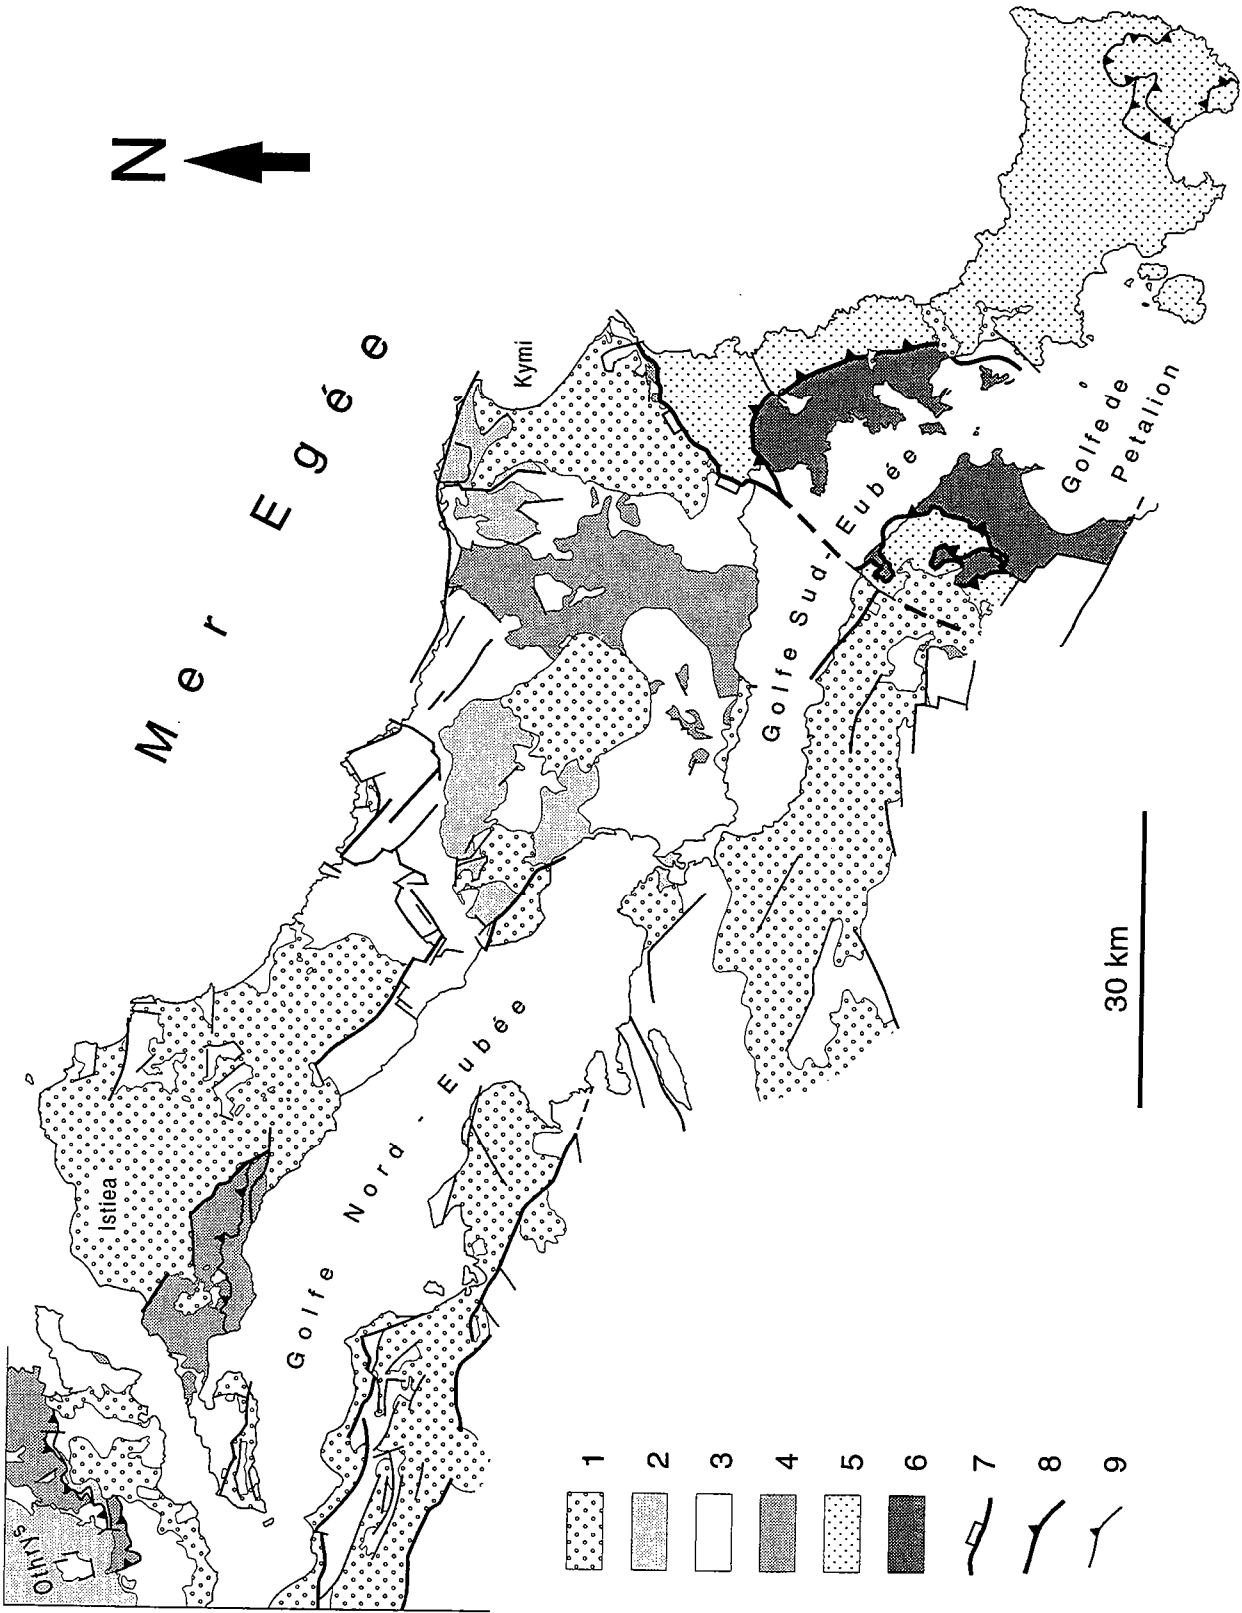 N
Mer Egée
Kymi
Istiea
Othrys
Golfe Nord - Eubée
Golfe Sud - Eubée
Golfe de
Petalion
30 km
1
2
3
4
5
6
7
8
9